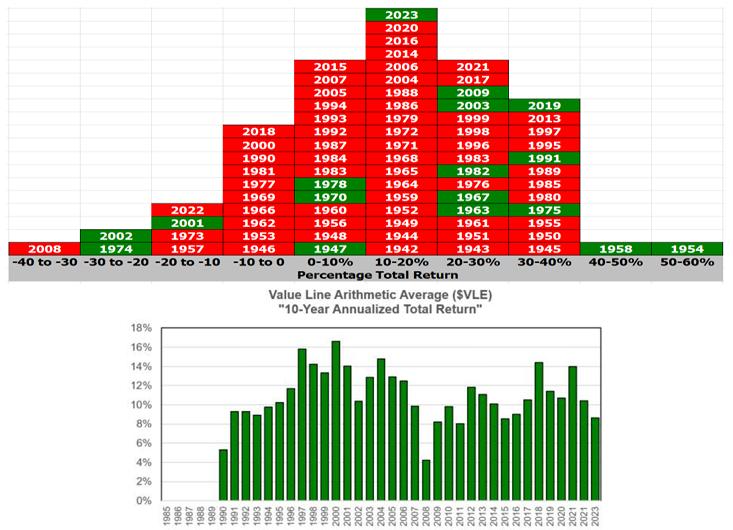 2023
2020
2016
2014
2015 2006 2021
2007 2004 2017
2005 1988 2009
1994 1986 2003 2019
1993 1979 1999 2013
2018 1992 1972 1998 1997
2000 1987 1971 1996 1995
1990 1984 1968 1983 1991
1981 1983 1965 1982 1989
1977 1978 1964 1976 1985
1969 1970 1959 1967 1980
2022 1966 1960 1952 1963 1975
2001 1962 1956 1949 1961 1955
2002 1973 1953 1948 1944 1951 1950
2008 1974 1957 1946 1947 1942 1943 1945 1958 1954
-40 to -30 -30 to -20 -20 to -10 -10 to 0 0-10% 10-20% 20-30% 30-40% 40-50% 50-60%
Percentage Total Return
Value Line Arithmetic Average ($VLE)
"10-Year Annualized Total Return"
18%
16%
14%
12%
10%
8%
6%
4%
2%
0%
1985 1986 1987 1988 1989 1990 1991 1992 1993 1994 1995 1996 1997 1998 1999 2000 2001 2002 2003 2004 2005 2006 2007 2008 2009 2010 2011 2012 2013 2014 2015 2016 2017 2018 2019 2020 2021 2021 2023